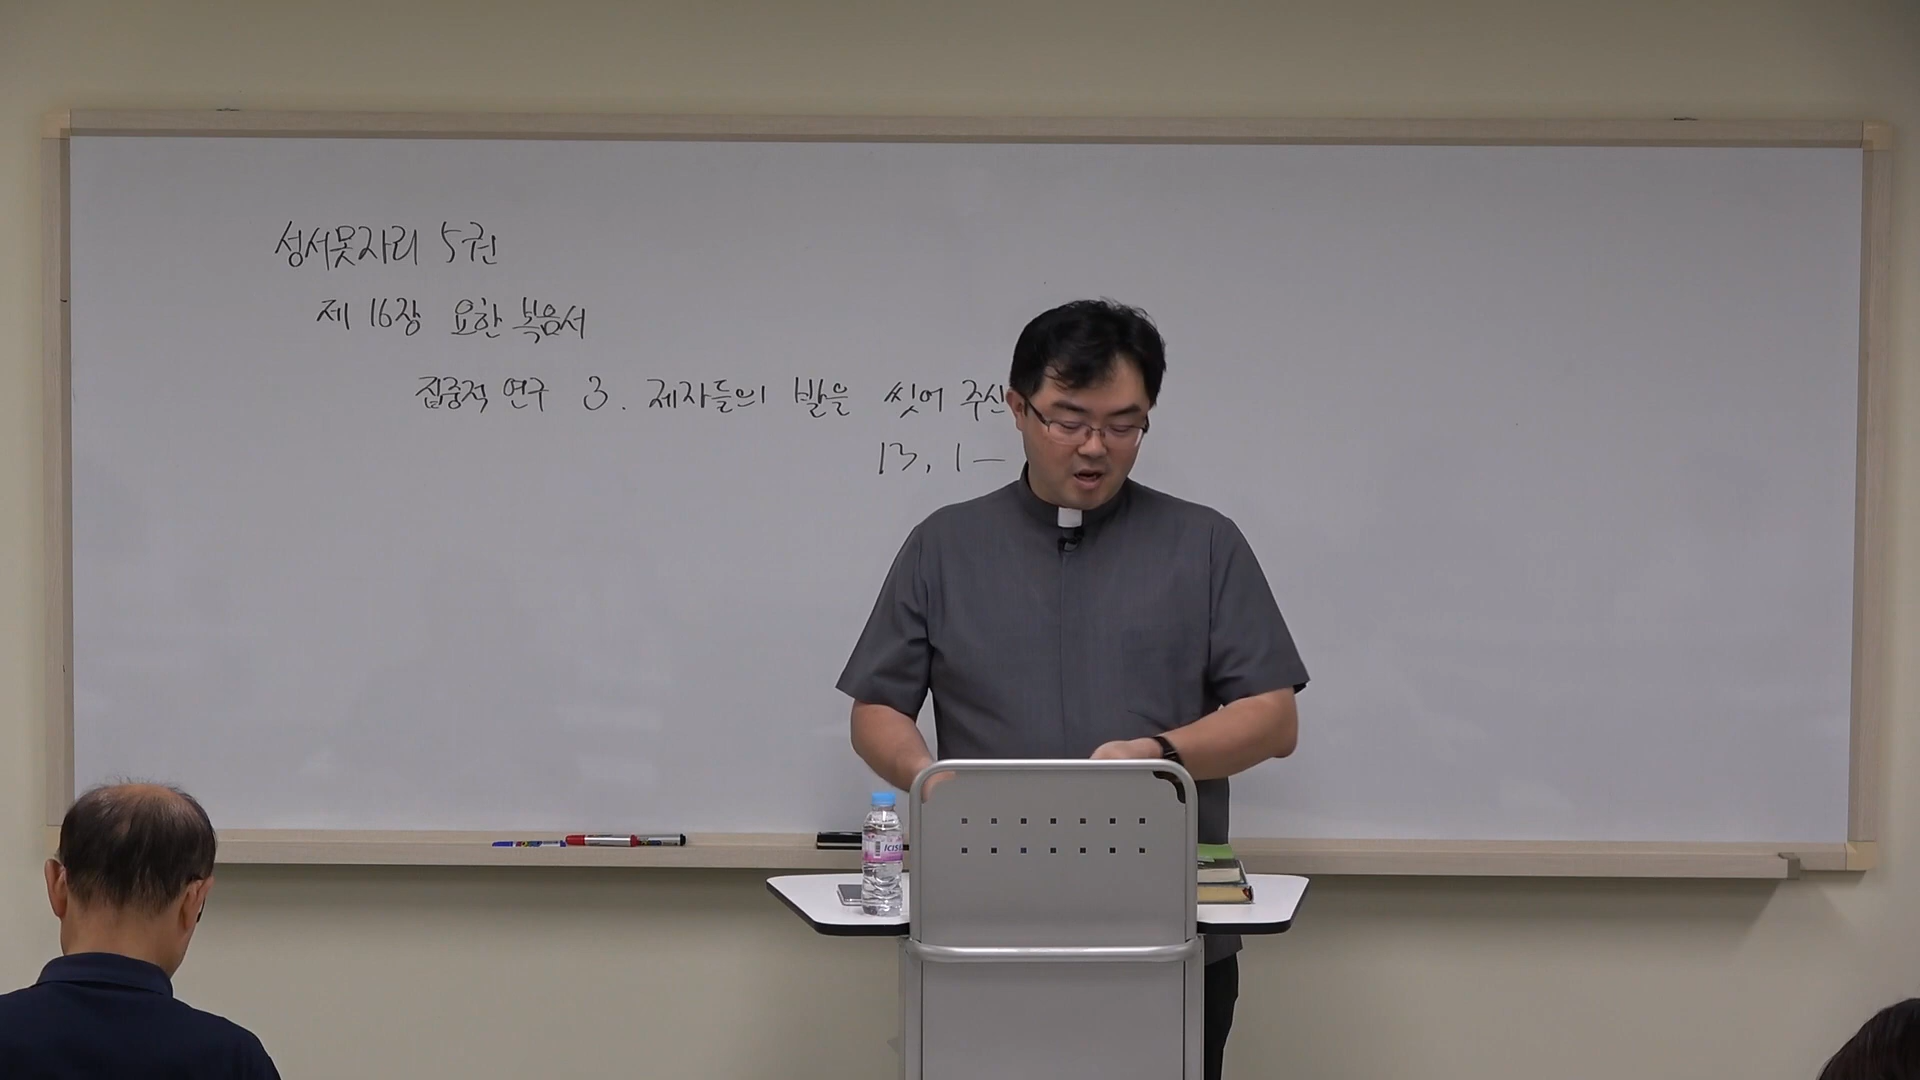 성서못자리 5권
제 16장 요한 복음서
집중적 연구 3. 제자들의 발을 씻어 주신
13, 1-